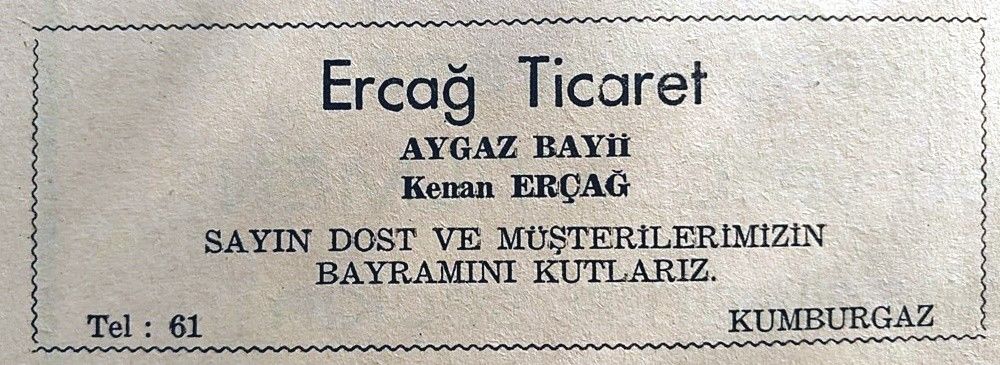 Ercağ Ticaret
AYGAZ BAYİİ
Kenan ERÇAĞ
SAYIN DOST VE MÜŞTERİLERİMİZİN
BAYRAMINI KUTLARIZ.
Tel : 61
KUMBURGAZ